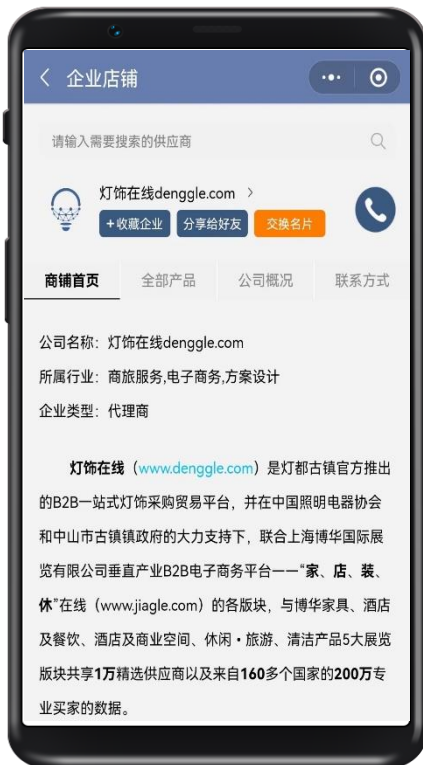 企业店铺
请输入需要搜索的供应商
灯饰在线denggle.com
+收藏企业 分享给好友 交换名片
商铺首页 全部产品 公司概况 联系方式
公司名称：灯饰在线denggle.com
所属行业：商旅服务,电子商务,方案设计
企业类型：代理商
灯饰在线（www.denggle.com）是灯都古镇官方推出
的B2B一站式灯饰采购贸易平台，并在中国照明电器协会
和中山市古镇镇政府的大力支持下，联合上海博华国际展
览有限公司垂直产业B2B电子商务平台——“家、店、装、
休”在线（www.jiagle.com）的各版块，与博华家具、酒店
及餐饮、酒店及商业空间、休闲·旅游、清洁产品5大展览
版块共享1万精选供应商以及来自160多个国家的200万专
业买家的数据。